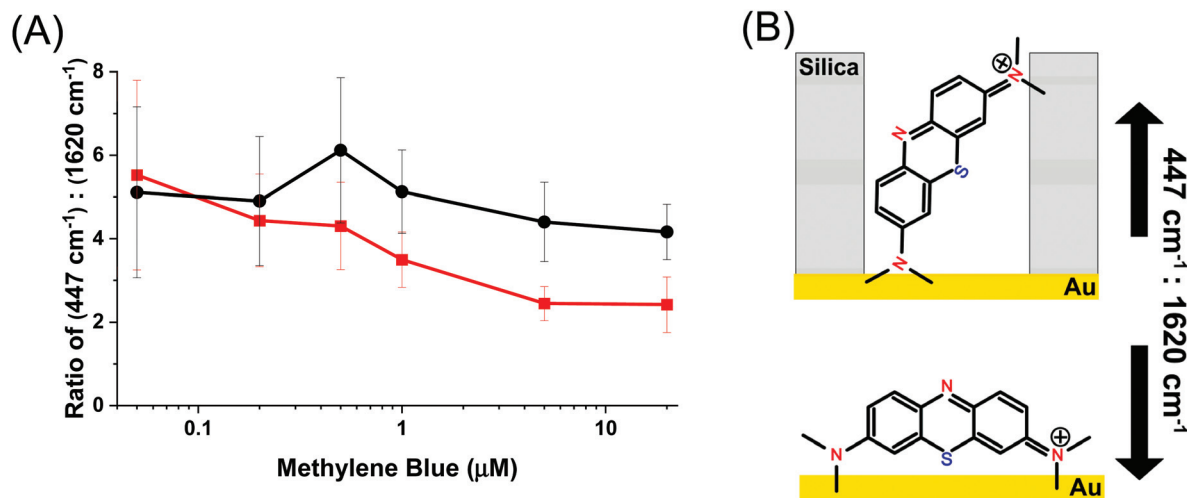 (A)
8
6
4
2
0
Ratio of (447 cm⁻¹) : (1620 cm⁻¹)
0.1
1
10
Methylene Blue (μM)
(B)
Silica
N
⊕
N
S
N
Au
447 cm⁻¹ : 1620 cm⁻¹
N
N
⊕
S
N
Au